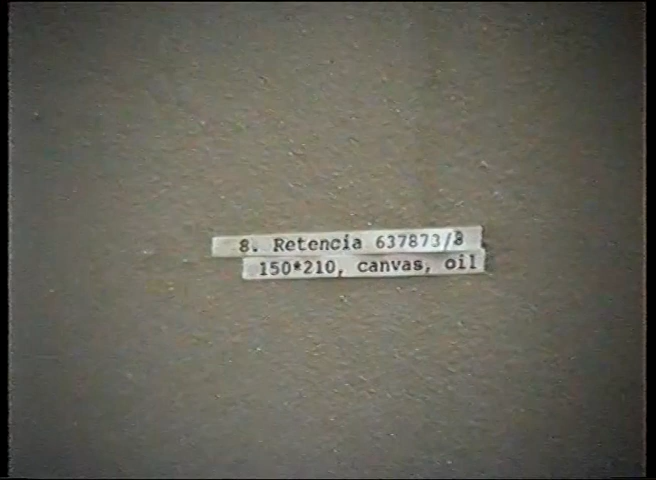 8. Retencia 637873/8
150*210, canvas, oil